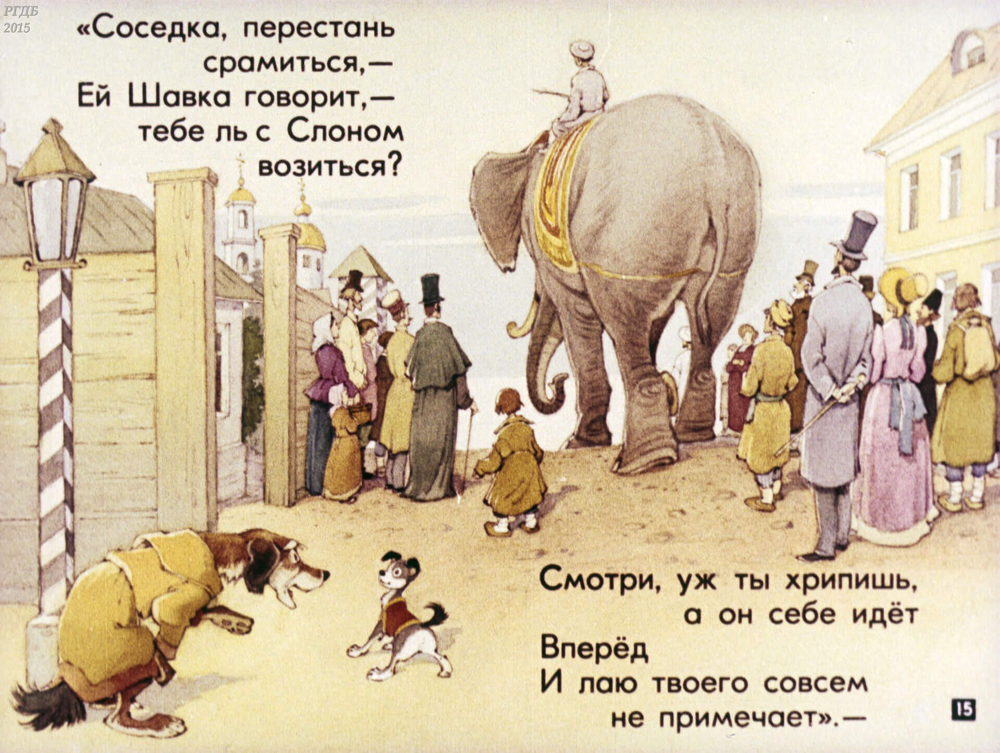 РГДБ
2015
«Соседка, перестань
срамиться,—
Ей Шавка говорит,—
тебе ль с Слоном
возиться?
Смотри, уж ты хрипишь,
а он себе идёт
Вперёд
И лаю твоего совсем
не примечает».—
15